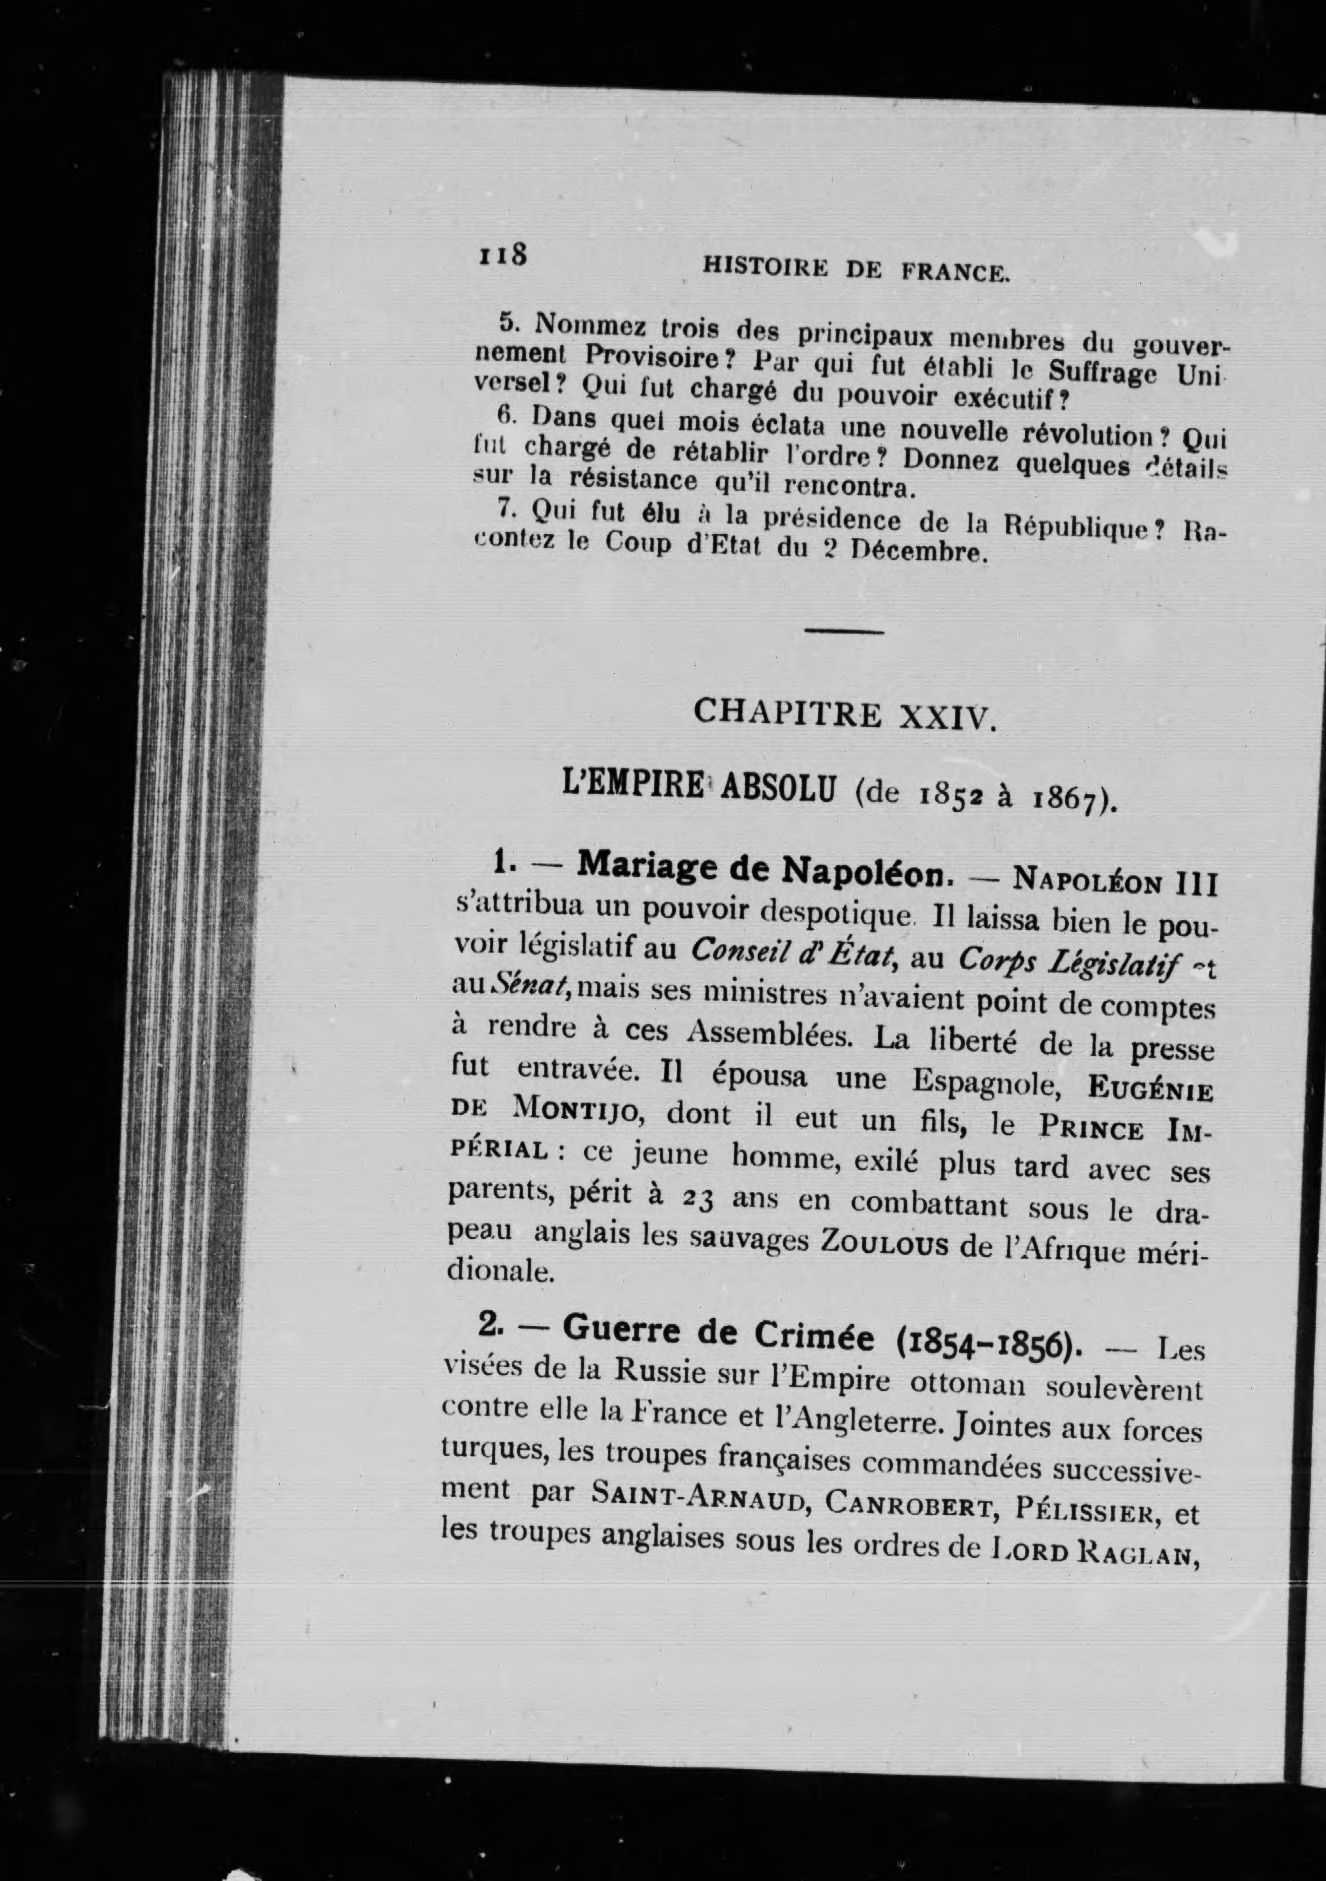 118 HISTOIRE DE FRANCE.
5. Nommez trois des principaux membres du gouver-
nement Provisoire? Par qui fut établi le Suffrage Uni
versel? Qui fut chargé du pouvoir exécutif?
6. Dans quel mois éclata une nouvelle révolution? Qui
fut chargé de rétablir l'ordre? Donnez quelques détails
sur la résistance qu'il rencontra.
7. Qui fut élu à la présidence de la République? Ra-
contez le Coup d'Etat du 2 Décembre.
CHAPITRE XXIV.
L'EMPIRE ABSOLU (de 1852 à 1867).
1. — Mariage de Napoléon. — NAPOLÉON III
s'attribua un pouvoir despotique. Il laissa bien le pou-
voir législatif au Conseil d'État, au Corps Législatif et
au Sénat, mais ses ministres n'avaient point de comptes
à rendre à ces Assemblées. La liberté de la presse
fut entravée. Il épousa une Espagnole, EUGÉNIE
DE MONTIJO, dont il eut un fils, le PRINCE IM-
PÉRIAL : ce jeune homme, exilé plus tard avec ses
parents, périt à 23 ans en combattant sous le dra-
peau anglais les sauvages ZOULOUS de l'Afrique méri-
dionale.
2. — Guerre de Crimée (1854-1856). — Les
visées de la Russie sur l'Empire ottoman soulevèrent
contre elle la France et l'Angleterre. Jointes aux forces
turques, les troupes françaises commandées successive-
ment par SAINT-ARNAUD, CANROBERT, PÉLISSIER, et
les troupes anglaises sous les ordres de LORD RAGLAN,